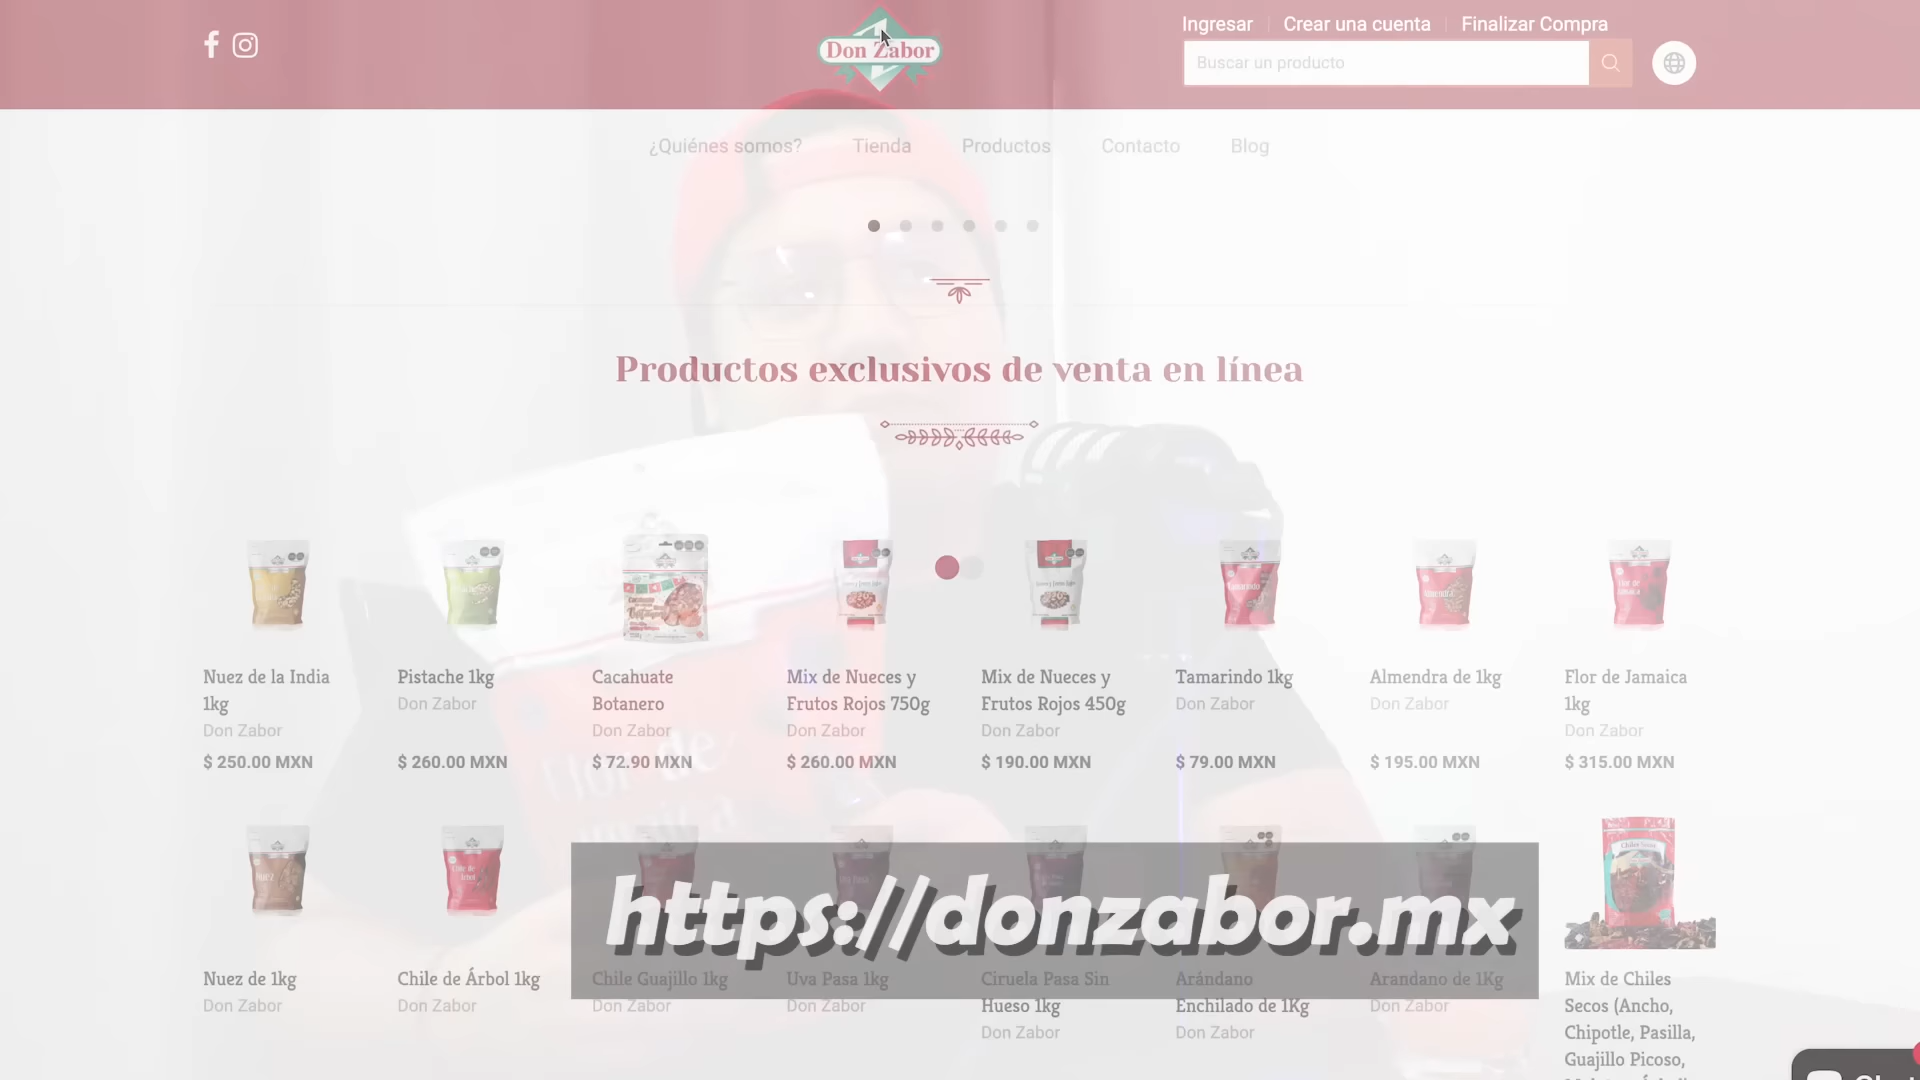 Don Zabor
Ingresar
Crear una cuenta
Finalizar Compra
Buscar un producto
¿Quiénes somos?
Tienda
Productos
Contacto
Blog
Productos exclusivos de venta en línea
Nuez de la India
1kg
Don Zabor
$ 250.00 MXN
Pistache 1kg
Don Zabor
$ 260.00 MXN
Cacahuate
Botanero
Don Zabor
$ 72.90 MXN
Mix de Nueces y
Frutos Rojos 750g
Don Zabor
$ 260.00 MXN
Mix de Nueces y
Frutos Rojos 450g
Don Zabor
$ 190.00 MXN
Tamarindo 1kg
Don Zabor
$ 79.00 MXN
Almendra de 1kg
Don Zabor
$ 195.00 MXN
Flor de Jamaica
1kg
Don Zabor
$ 315.00 MXN
Flor de
https://donzabor.mx
Nuez de 1kg
Don Zabor
Chile de Árbol 1kg
Don Zabor
Chile Guajillo 1kg
Don Zabor
Uva Pasa 1kg
Don Zabor
Ciruela Pasa Sin
Hueso 1kg
Don Zabor
Arándano
Enchilado de 1Kg
Don Zabor
Arandano de 1Kg
Don Zabor
Mix de Chiles
Secos (Ancho,
Chipotle, Pasilla,
Guajillo Picoso,